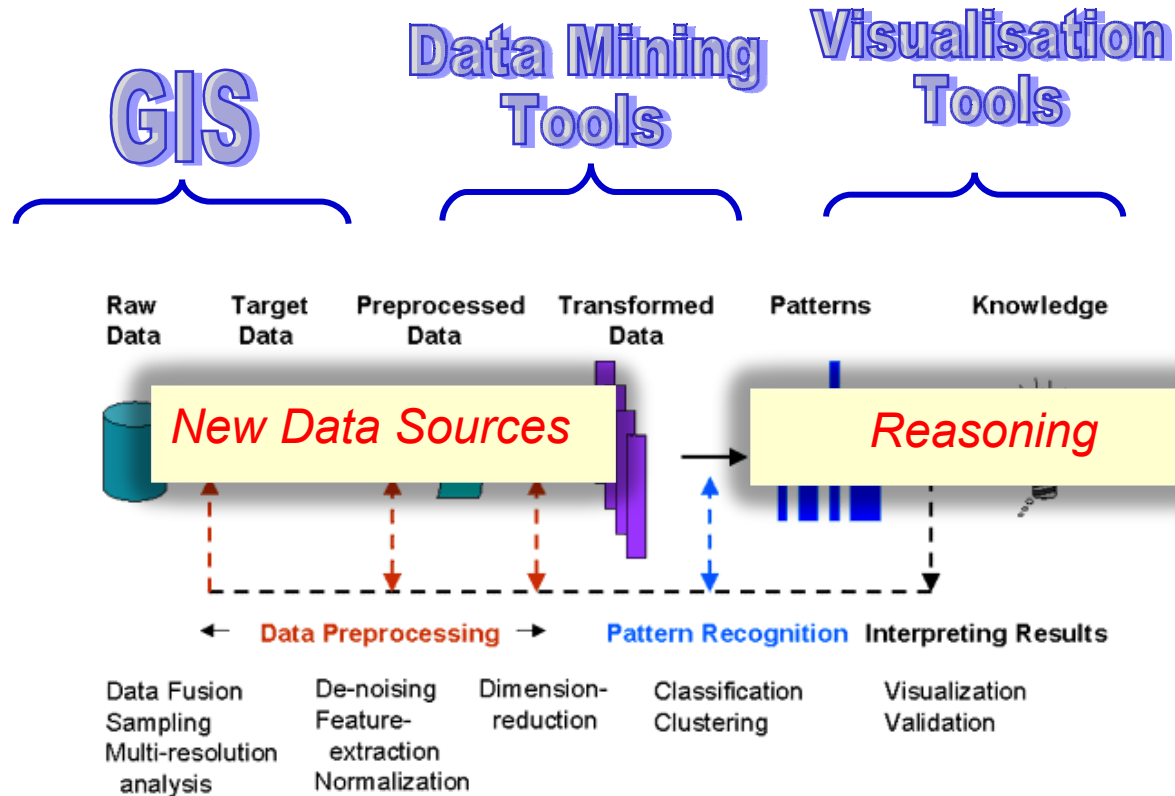 GIS
Data Mining
Tools
Visualisation
Tools
Raw
Data
Target
Data
Preprocessed
Data
Transformed
Data
Patterns
Knowledge
New Data Sources
Reasoning
Data Preprocessing
Pattern Recognition
Interpreting Results
Data Fusion
Sampling
Multi-resolution
analysis
De-noising
Feature-
extraction
Normalization
Dimension-
reduction
Classification
Clustering
Visualization
Validation